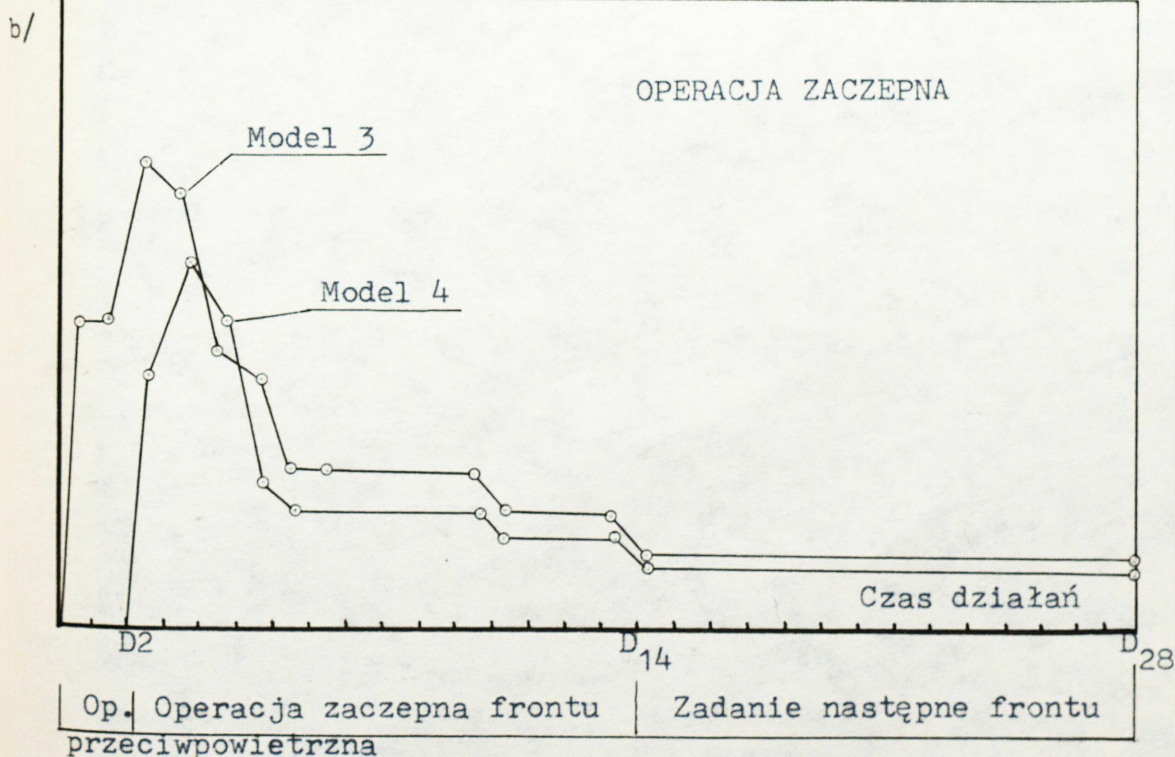 b/
OPERACJA ZACZEPNA
Model 3
Model 4
Czas działań
D2 D14 D28
Op. Operacja zaczepna frontu Zadanie następne frontu
przeciwpowietrzna